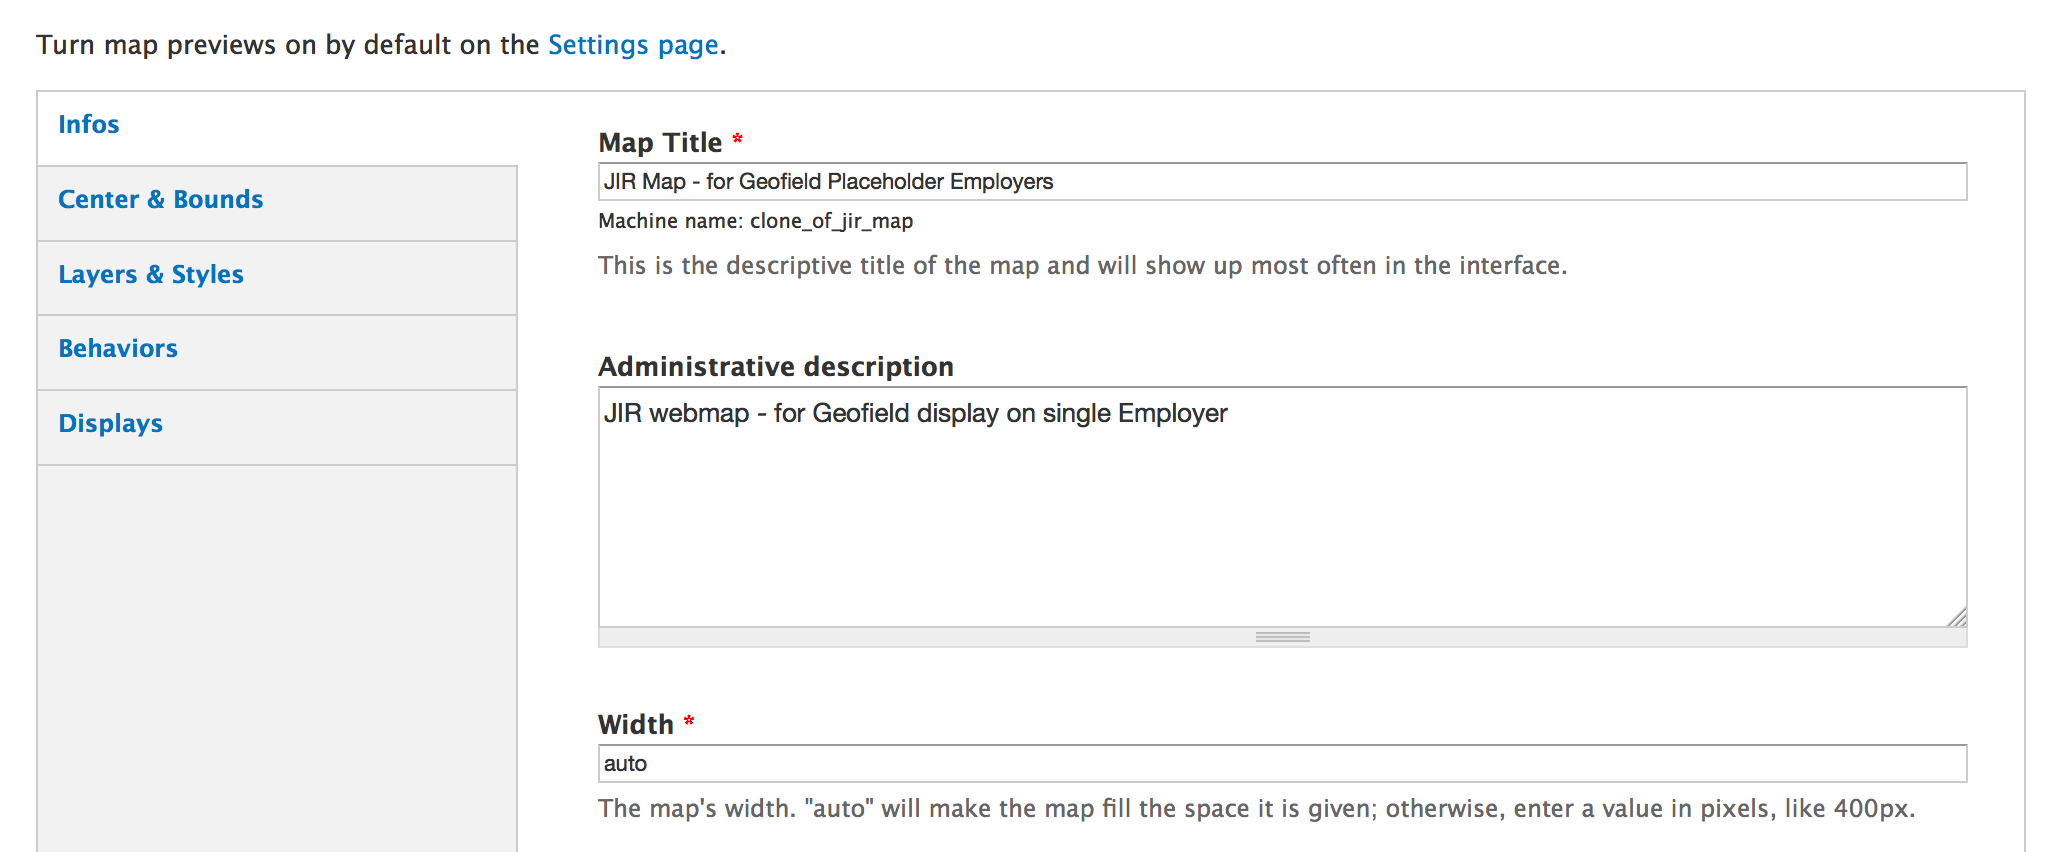 Turn map previews on by default on the Settings page.
Infos
Center & Bounds
Layers & Styles
Behaviors
Displays
Map Title *
JIR Map - for Geofield Placeholder Employers
Machine name: clone_of_jir_map
This is the descriptive title of the map and will show up most often in the interface.
Administrative description
JIR webmap - for Geofield display on single Employer
Width *
auto
The map's width. "auto" will make the map fill the space it is given; otherwise, enter a value in pixels, like 400px.